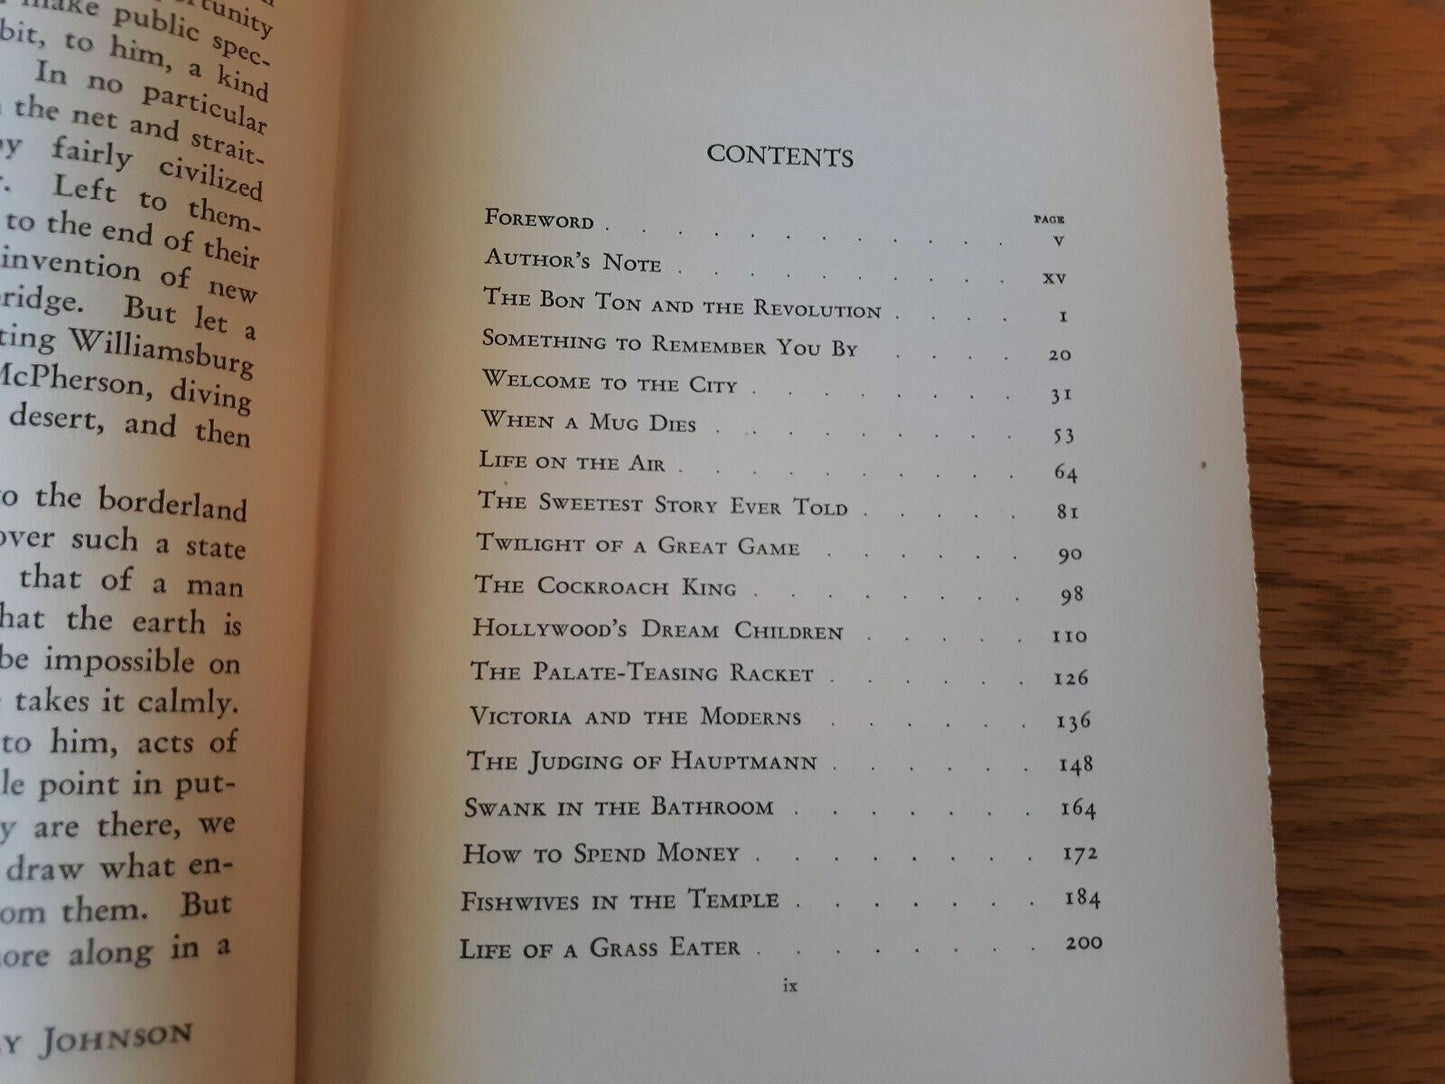 ortunity
make public spec-
bit, to him, a kind
In no particular
the net and strait-
by fairly civilized
Left to them-
to the end of their
invention of new
bridge. But let a
ting Williamsburg
McPherson, diving
desert, and then
to the borderland
over such a state
that of a man
hat the earth is
be impossible on
takes it calmly.
to him, acts of
le point in put-
y are there, we
draw what en-
om them. But
ore along in a
Y JOHNSON
CONTENTS
PAGE
FOREWORD . . . . . . . . . . . . V
AUTHOR'S NOTE . . . . . . . . . . XV
THE BON TON AND THE REVOLUTION . . . . 1
SOMETHING TO REMEMBER YOU BY . . . . 20
WELCOME TO THE CITY . . . . . . . . 31
WHEN A MUG DIES . . . . . . . . . 53
LIFE ON THE AIR . . . . . . . . . . 64
THE SWEETEST STORY EVER TOLD . . . . . 81
TWILIGHT OF A GREAT GAME . . . . . . 90
THE COCKROACH KING . . . . . . . . 98
HOLLYWOOD'S DREAM CHILDREN . . . . . 110
THE PALATE-TEASING RACKET . . . . . . 126
VICTORIA AND THE MODERNS . . . . . . 136
THE JUDGING OF HAUPTMANN . . . . . . 148
SWANK IN THE BATHROOM . . . . . . . 164
HOW TO SPEND MONEY . . . . . . . . 172
FISHWIVES IN THE TEMPLE . . . . . . . 184
LIFE OF A GRASS EATER . . . . . . . . 200
ix